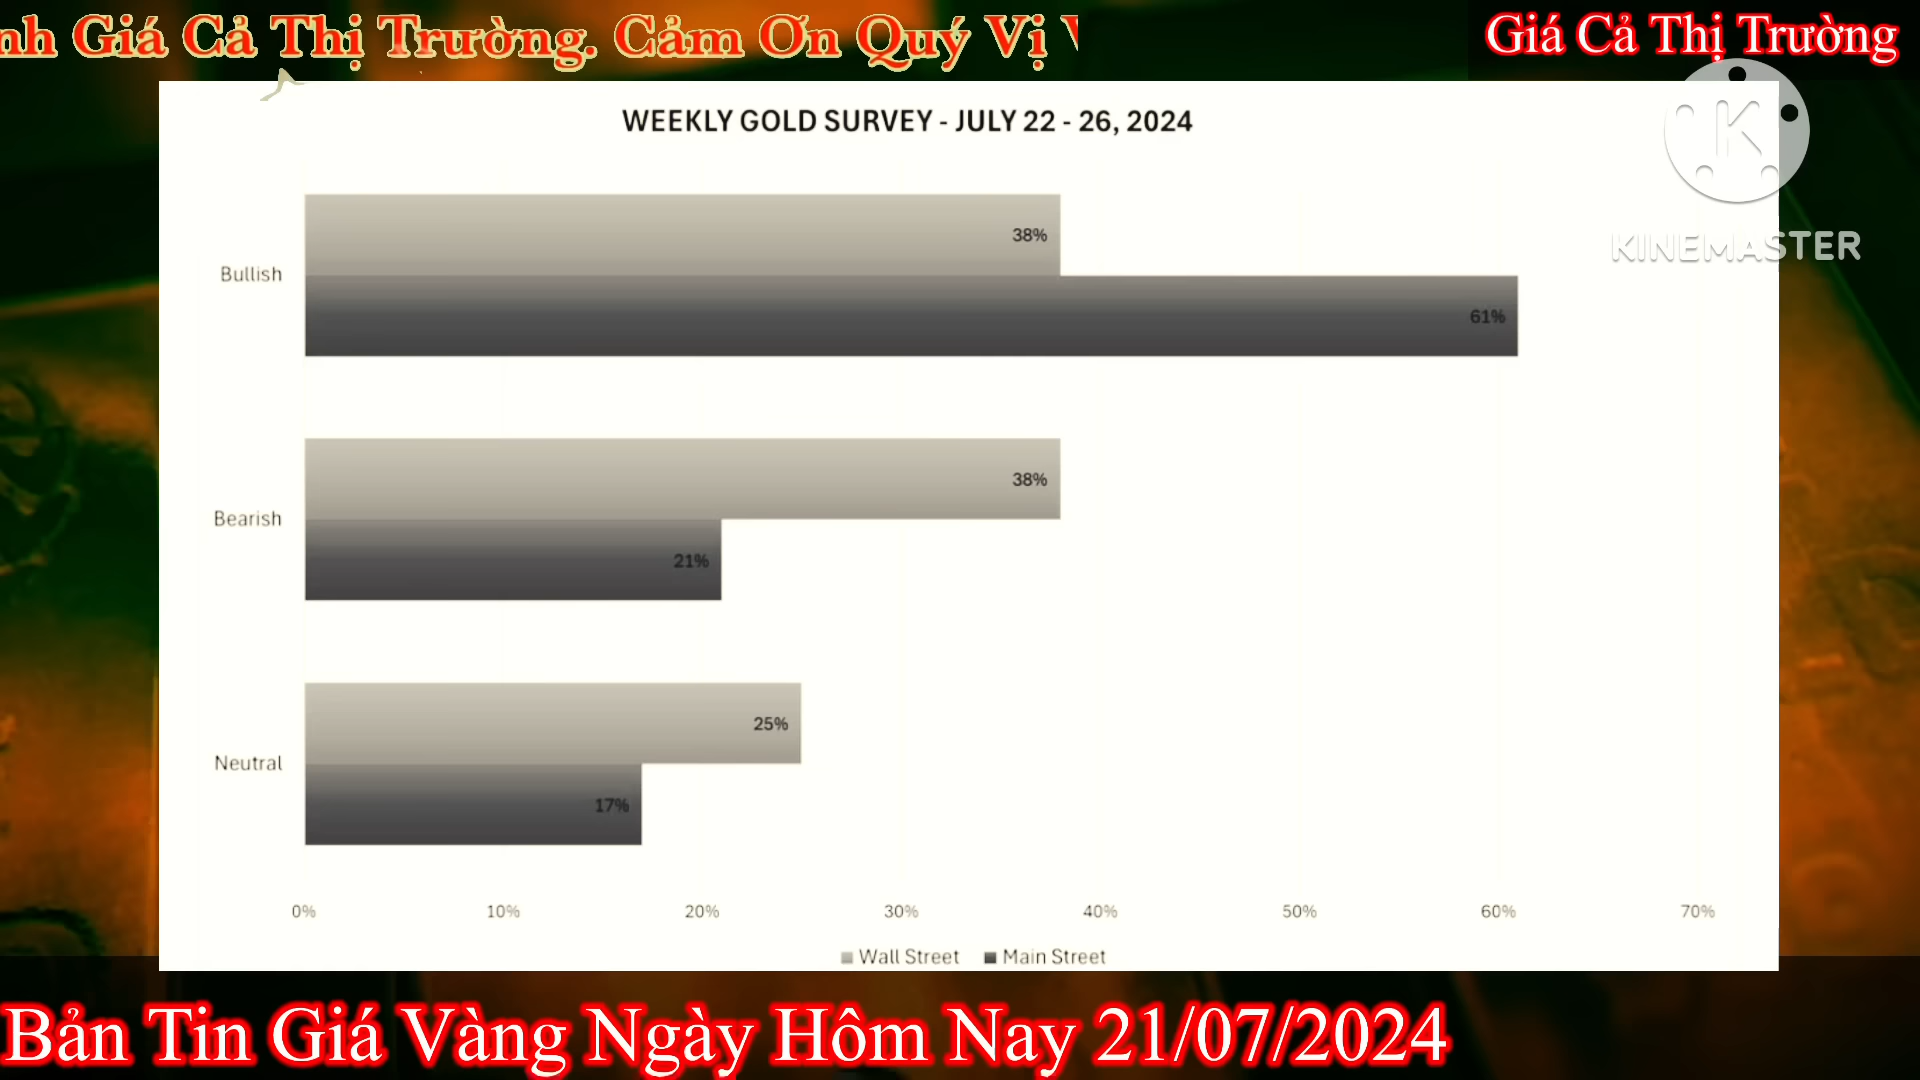 nh Giá Cả Thị Trường. Cảm Ơn Quý Vị
Giá Cả Thị Trường
K
KINEMASTER
WEEKLY GOLD SURVEY - JULY 22 - 26, 2024
38%
Bullish
61%
38%
Bearish
21%
25%
Neutral
17%
0% 10% 20% 30% 40% 50% 60% 70%
Wall Street Main Street
Bản Tin Giá Vàng Ngày Hôm Nay 21/07/2024